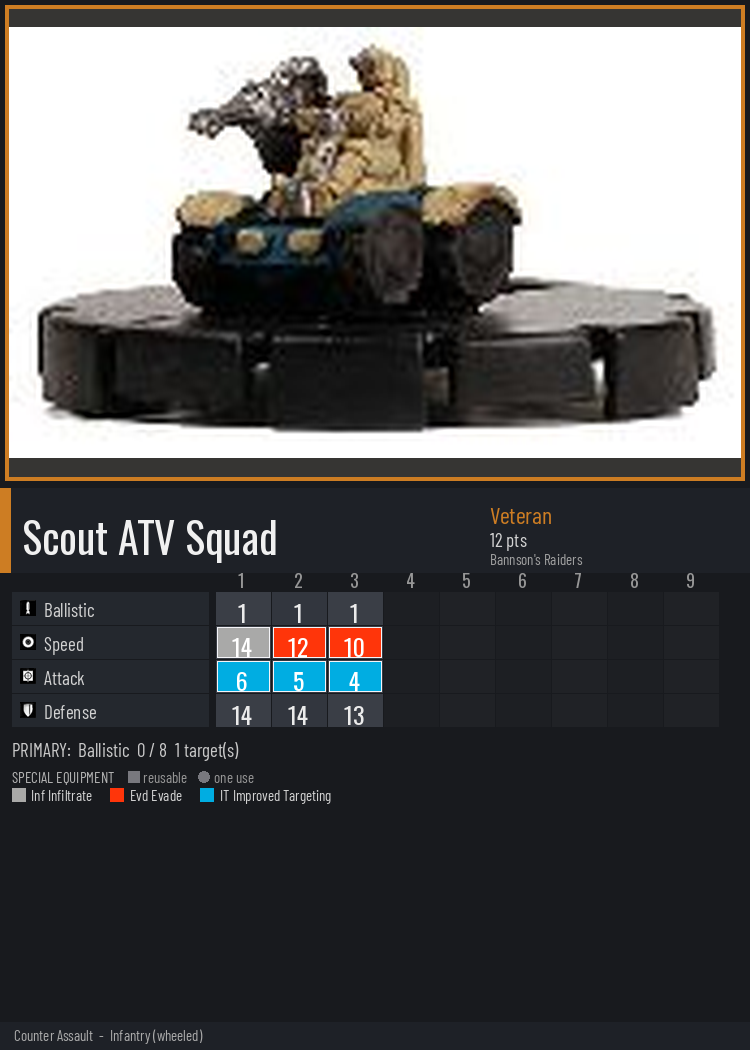 Scout ATV Squad
Veteran
12 pts
Bannson's Raiders
1 2 3 4 5 6 7 8 9
Ballistic 1 1 1
Speed 14 12 10
Attack 6 5 4
Defense 14 14 13
PRIMARY: Ballistic 0 / 8 1 target(s)
SPECIAL EQUIPMENT reusable one use
Inf Infiltrate Evd Evade IT Improved Targeting
Counter Assault - Infantry (wheeled)